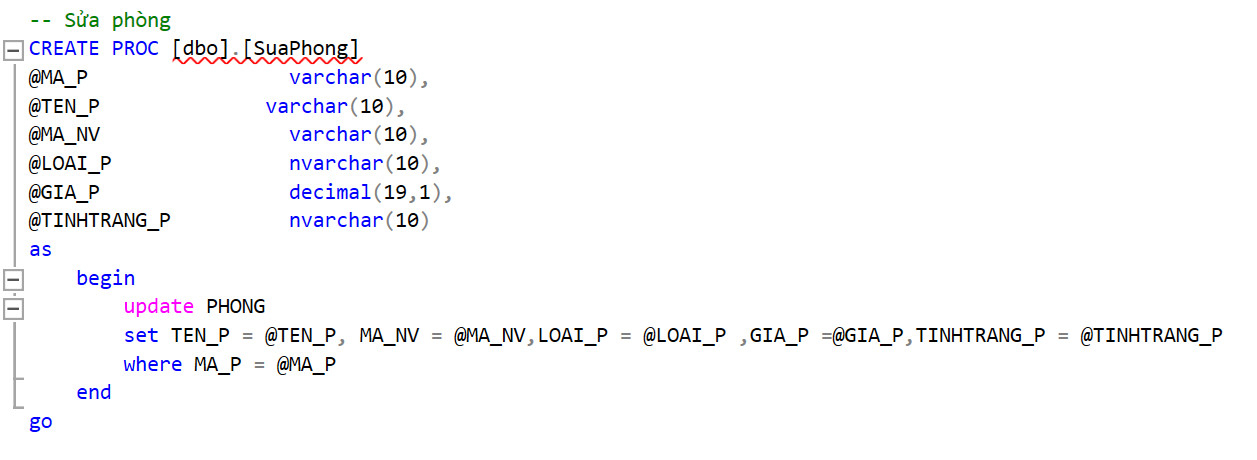 -- Sửa phòng
CREATE PROC [dbo].[SuaPhong]
@MA_P varchar(10),
@TEN_P varchar(10),
@MA_NV varchar(10),
@LOAI_P nvarchar(10),
@GIA_P decimal(19,1),
@TINHTRANG_P nvarchar(10)
as
begin
update PHONG
set TEN_P = @TEN_P, MA_NV = @MA_NV,LOAI_P = @LOAI_P ,GIA_P =@GIA_P,TINHTRANG_P = @TINHTRANG_P
where MA_P = @MA_P
end
go